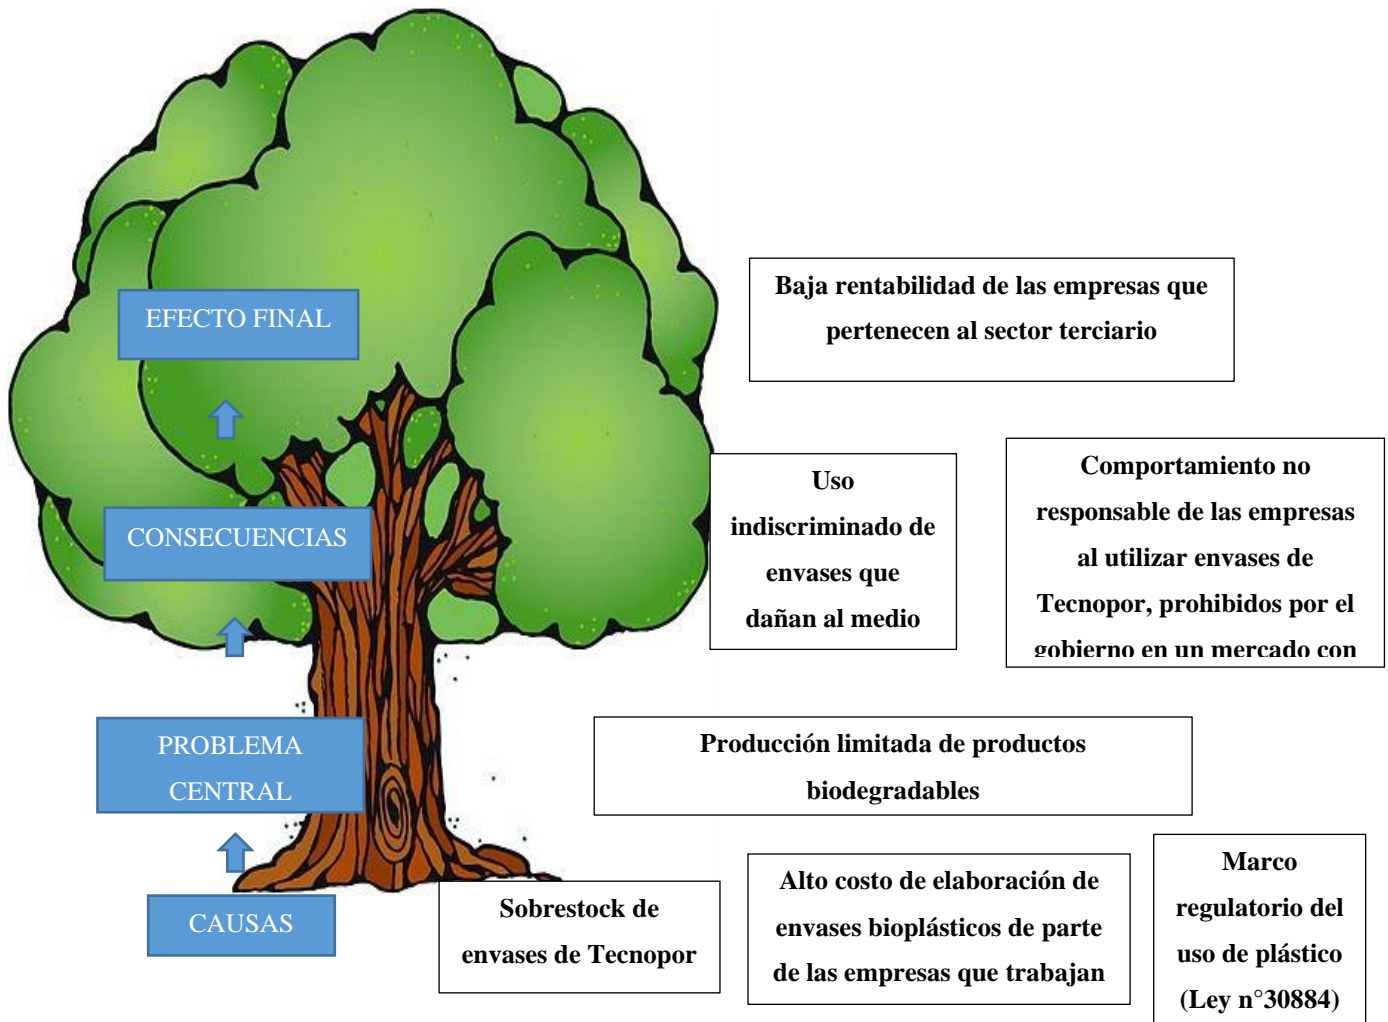 EFECTO FINAL
Baja rentabilidad de las empresas que
pertenecen al sector terciario
CONSECUENCIAS
Uso
indiscriminado de
envases que
dañan al medio
Comportamiento no
responsable de las empresas
al utilizar envases de
Tecnopor, prohibidos por el
gobierno en un mercado con
PROBLEMA
CENTRAL
Producción limitada de productos
biodegradables
CAUSAS
Sobrestock de
envases de Tecnopor
Alto costo de elaboración de
envases bioplásticos de parte
de las empresas que trabajan
Marco
regulatorio del
uso de plástico
(Ley n°30884)